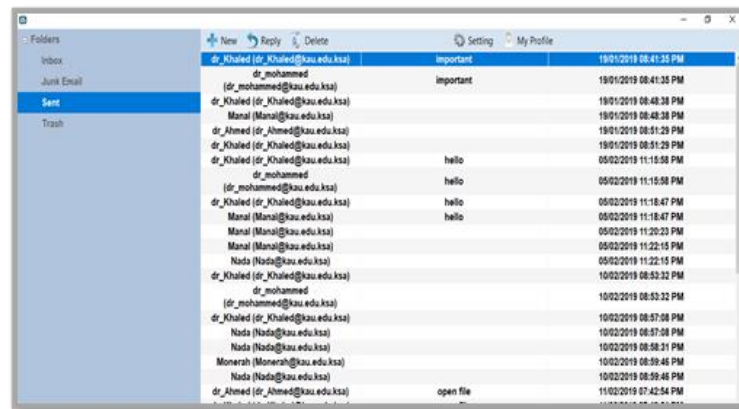 Folders
Inbox
Junk Email
Sent
Trash
New Reply Delete Setting My Profile
dr_Khaled (dr_Khaled@kau.edu.ksa) important 19/01/2019 08:41:35 PM
dr_mohammed
(dr_mohammed@kau.edu.ksa) important 19/01/2019 08:41:35 PM
dr_Khaled (dr_Khaled@kau.edu.ksa) 19/01/2019 08:48:38 PM
Manal (Manal@kau.edu.ksa) 19/01/2019 08:48:38 PM
dr_Ahmed (dr_Ahmed@kau.edu.ksa) 19/01/2019 08:51:29 PM
dr_Khaled (dr_Khaled@kau.edu.ksa) 19/01/2019 08:51:29 PM
dr_Khaled (dr_Khaled@kau.edu.ksa) hello 05/02/2019 11:15:58 PM
dr_mohammed
(dr_mohammed@kau.edu.ksa) hello 05/02/2019 11:15:58 PM
dr_Khaled (dr_Khaled@kau.edu.ksa) hello 05/02/2019 11:18:47 PM
Manal (Manal@kau.edu.ksa) hello 05/02/2019 11:18:47 PM
Manal (Manal@kau.edu.ksa) 05/02/2019 11:20:23 PM
Manal (Manal@kau.edu.ksa) 05/02/2019 11:22:15 PM
Nada (Nada@kau.edu.ksa) 05/02/2019 11:22:15 PM
dr_Khaled (dr_Khaled@kau.edu.ksa) 10/02/2019 08:53:32 PM
dr_mohammed
(dr_mohammed@kau.edu.ksa) 10/02/2019 08:53:32 PM
dr_Khaled (dr_Khaled@kau.edu.ksa) 10/02/2019 08:57:08 PM
Nada (Nada@kau.edu.ksa) 10/02/2019 08:57:08 PM
Nada (Nada@kau.edu.ksa) 10/02/2019 08:58:31 PM
Monerah (Monerah@kau.edu.ksa) 10/02/2019 08:59:46 PM
Nada (Nada@kau.edu.ksa) 10/02/2019 08:59:46 PM
dr_Ahmed (dr_Ahmed@kau.edu.ksa) open file 11/02/2019 07:42:54 PM